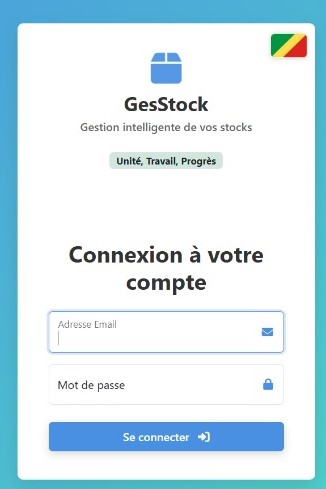 GesStock
Gestion intelligente de vos stocks
Unité, Travail, Progrès
Connexion à votre
compte
Adresse Email
Mot de passe
Se connecter